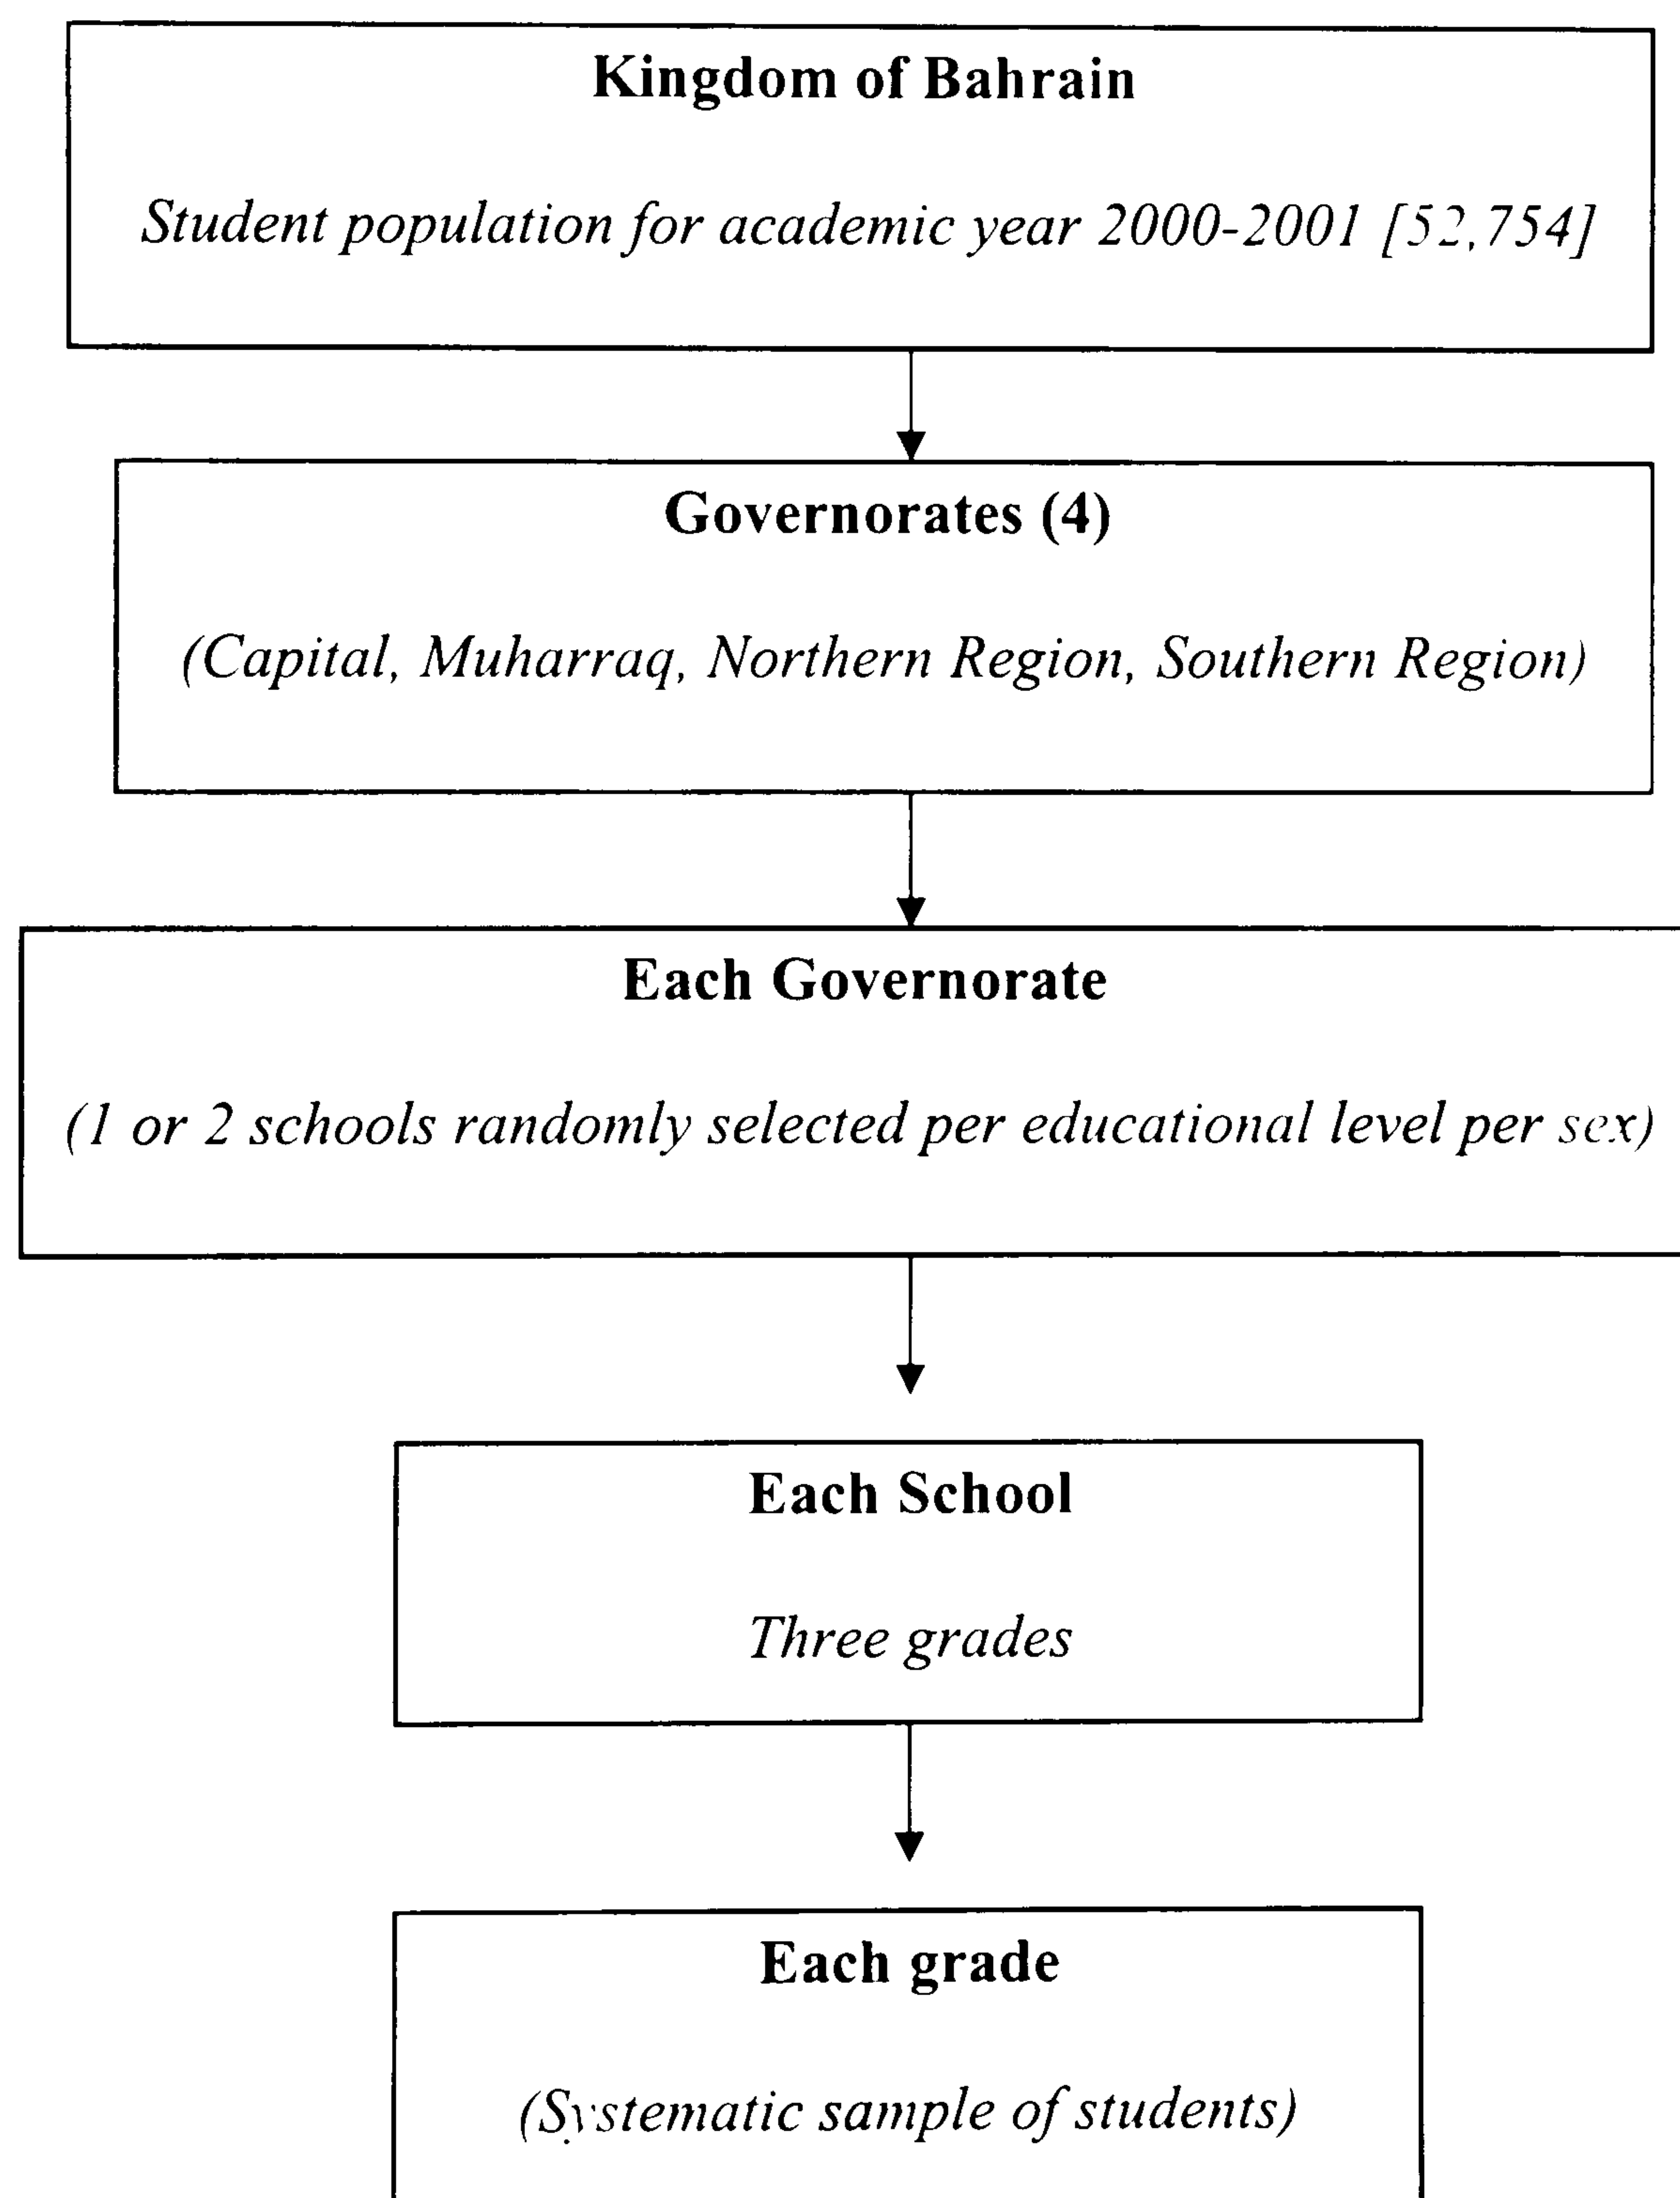 Kingdom of Bahrain
Student population for academic year 2000-2001 [52,754]
Governorates (4)
(Capital, Muharraq, Northern Region, Southern Region)
Each Governorate
(1 or 2 schools randomly selected per educational level per sex)
Each School
Three grades
Each grade
(Systematic sample of students)